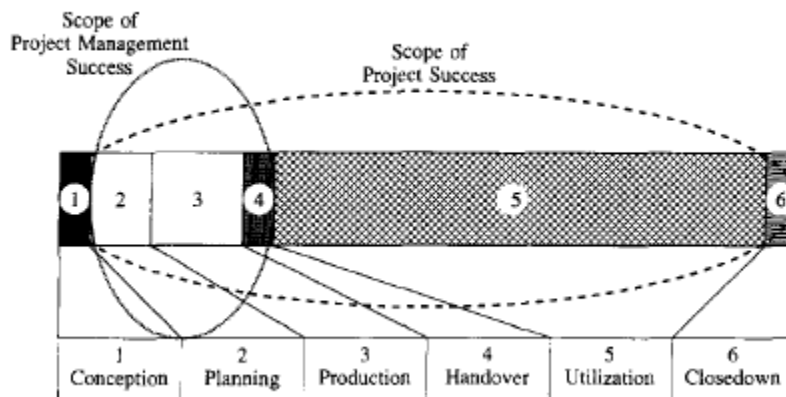 Scope of
Project Management
Success
Scope of
Project Success
1
2
3
4
5
6
1
2
3
4
5
6
Conception
Planning
Production
Handover
Utilization
Closedown